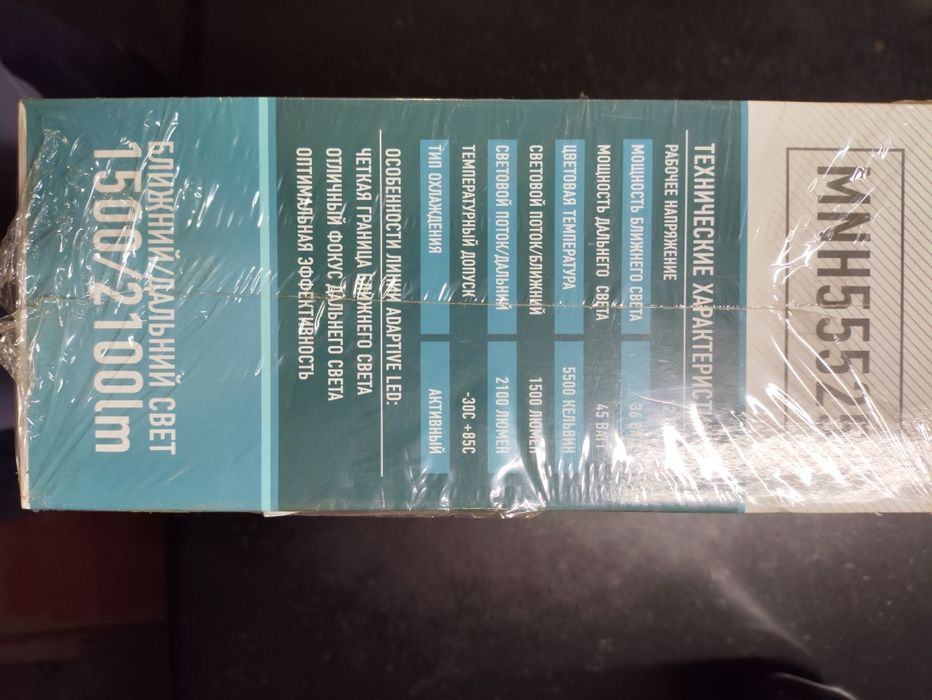 MNH5552
ТЕХНИЧЕСКИЕ ХАРАКТЕРИСТ
РАБОЧЕЕ НАПРЯЖЕНИЕ
МОЩНОСТЬ БЛИЖНЕГО СВЕТА 36
МОЩНОСТЬ ДАЛЬНЕГО СВЕТА 45 ВАТТ
ЦВЕТОВАЯ ТЕМПЕРАТУРА 5500 КЕЛЬВИН
СВЕТОВОЙ ПОТОК/БЛИЖНИЙ 1500 ЛЮМЕН
СВЕТОВОЙ ПОТОК/ДАЛЬНИЙ 2100 ЛЮМЕН
ТЕМПЕРАТУРНЫЙ ДОПУСК -30С +85С
ТИП ОХЛАЖДЕНИЯ АКТИВНЫЙ
ОСОБЕННОСТИ ЛИНЗЫ ADAPTIVE LED:
ЧЕТКАЯ ГРАНИЦА БЛИЖНЕГО СВЕТА
ОТЛИЧНЫЙ ФОКУС ДАЛЬНЕГО СВЕТА
ОПТИМАЛЬНАЯ ЭФФЕКТИВНОСТЬ
БЛИЖНИЙ/ДАЛЬНИЙ СВЕТ
1500/2100lm